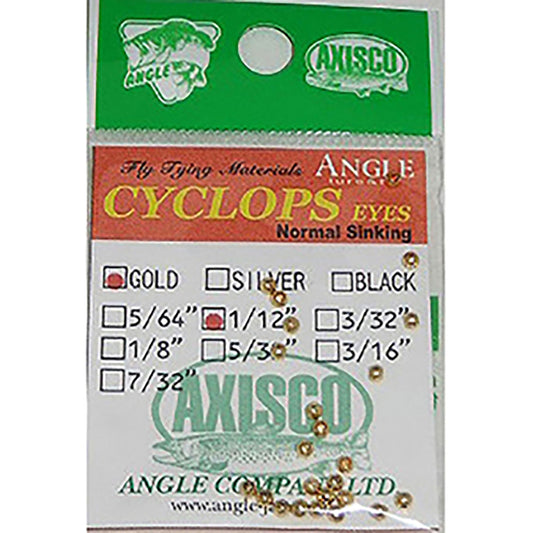 ANGLE
AXISCO
Fly Tying Materials ANGLE
CYCLOPS EYES
Normal Sinking
GOLD SILVER BLACK
5/64" 1/12" 3/32"
1/8" 3/16"
7/32"
AXISCO
ANGLE LTD